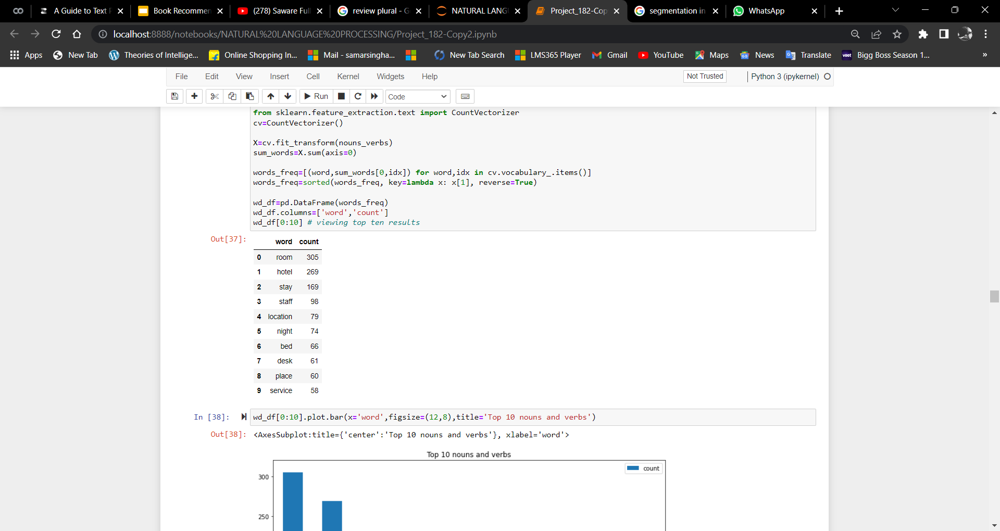 A Guide to Text P
Book Recommen
(278) Saware Full
review plural - G
NATURAL LANG
Project_182-Cop
segmentation in
WhatsApp
localhost:8888/notebooks/NATURAL%20LANGUAGE%20PROCESSING/Project_182-Copy2.ipynb
Apps New Tab Theories of Intellige... Online Shopping In... Mail - samarsingha... New Tab Search LMS365 Player Gmail YouTube Maps News Translate voot Bigg Boss Season 1... »
File Edit View Insert Cell Kernel Widgets Help Not Trusted Python 3 (ipykernel)
Run Code
from sklearn.feature_extraction.text import CountVectorizer
cv=CountVectorizer()
X=cv.fit_transform(nouns_verbs)
sum_words=X.sum(axis=0)
words_freq=[(word,sum_words[0,idx]) for word,idx in cv.vocabulary_.items()]
words_freq=sorted(words_freq, key=lambda x: x[1], reverse=True)
wd_df=pd.DataFrame(words_freq)
wd_df.columns=['word','count']
wd_df[0:10] # viewing top ten results
Out[37]:
word count
0 room 305
1 hotel 269
2 stay 169
3 staff 98
4 location 79
5 night 74
6 bed 66
7 desk 61
8 place 60
9 service 58
In [38]: wd_df[0:10].plot.bar(x='word',figsize=(12,8),title='Top 10 nouns and verbs')
Out[38]: <AxesSubplot:title={'center':'Top 10 nouns and verbs'}, xlabel='word'>
Top 10 nouns and verbs
count
300
250